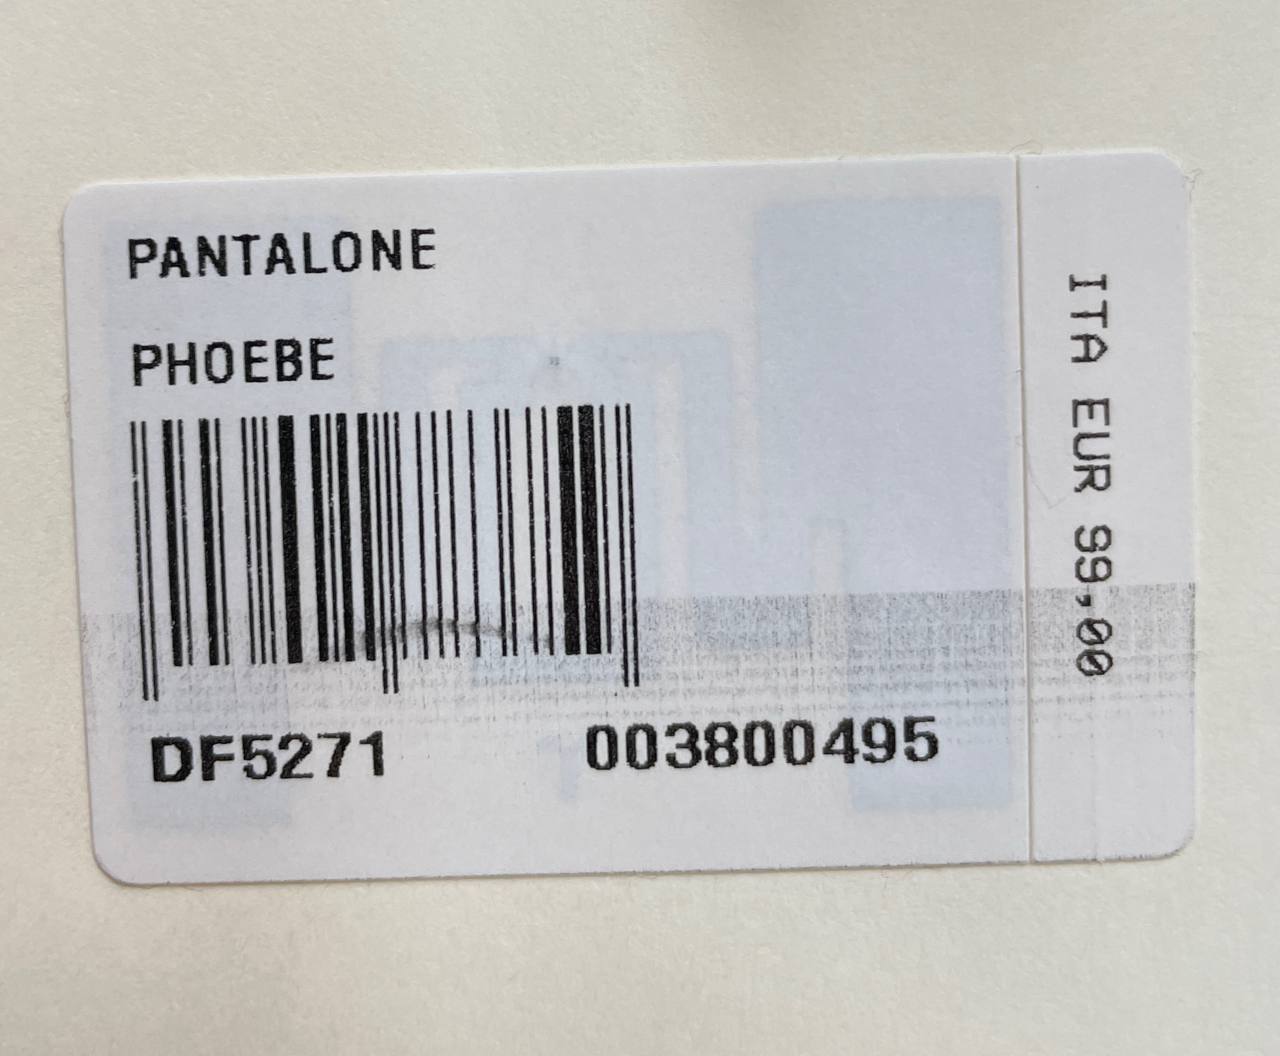 PANTALONE
PHOEBE
DF5271 003800495
ITA EUR 99,00